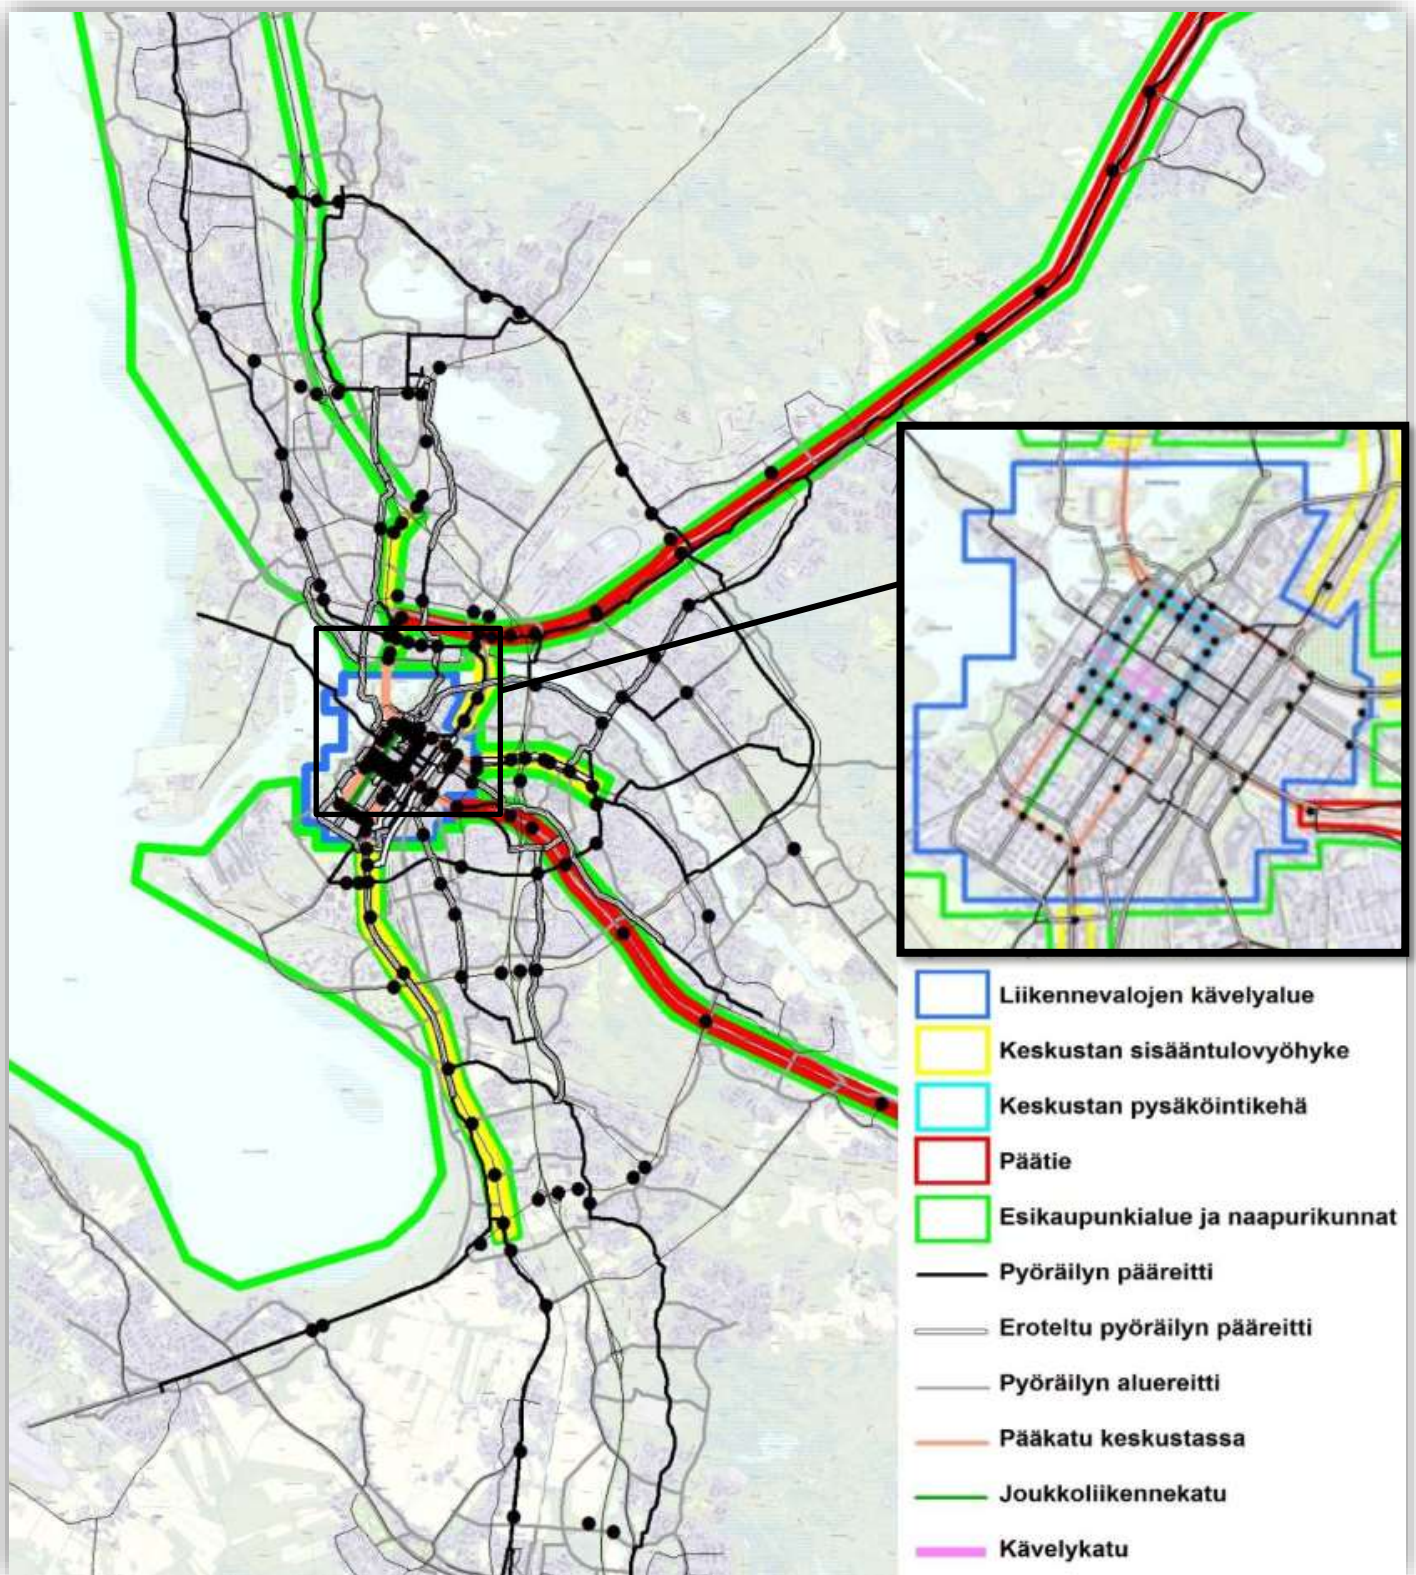 Liikennevalojen kävelyalue
Keskustan sisääntulovyöhyke
Keskustan pysäköintikehä
Päätie
Esikaupunkialue ja naapurikunnat
Pyöräilyn pääreitti
Eroteltu pyöräilyn pääreitti
Pyöräilyn aluereitti
Pääkatu keskustassa
Joukkoliikennekatu
Kävelykatu